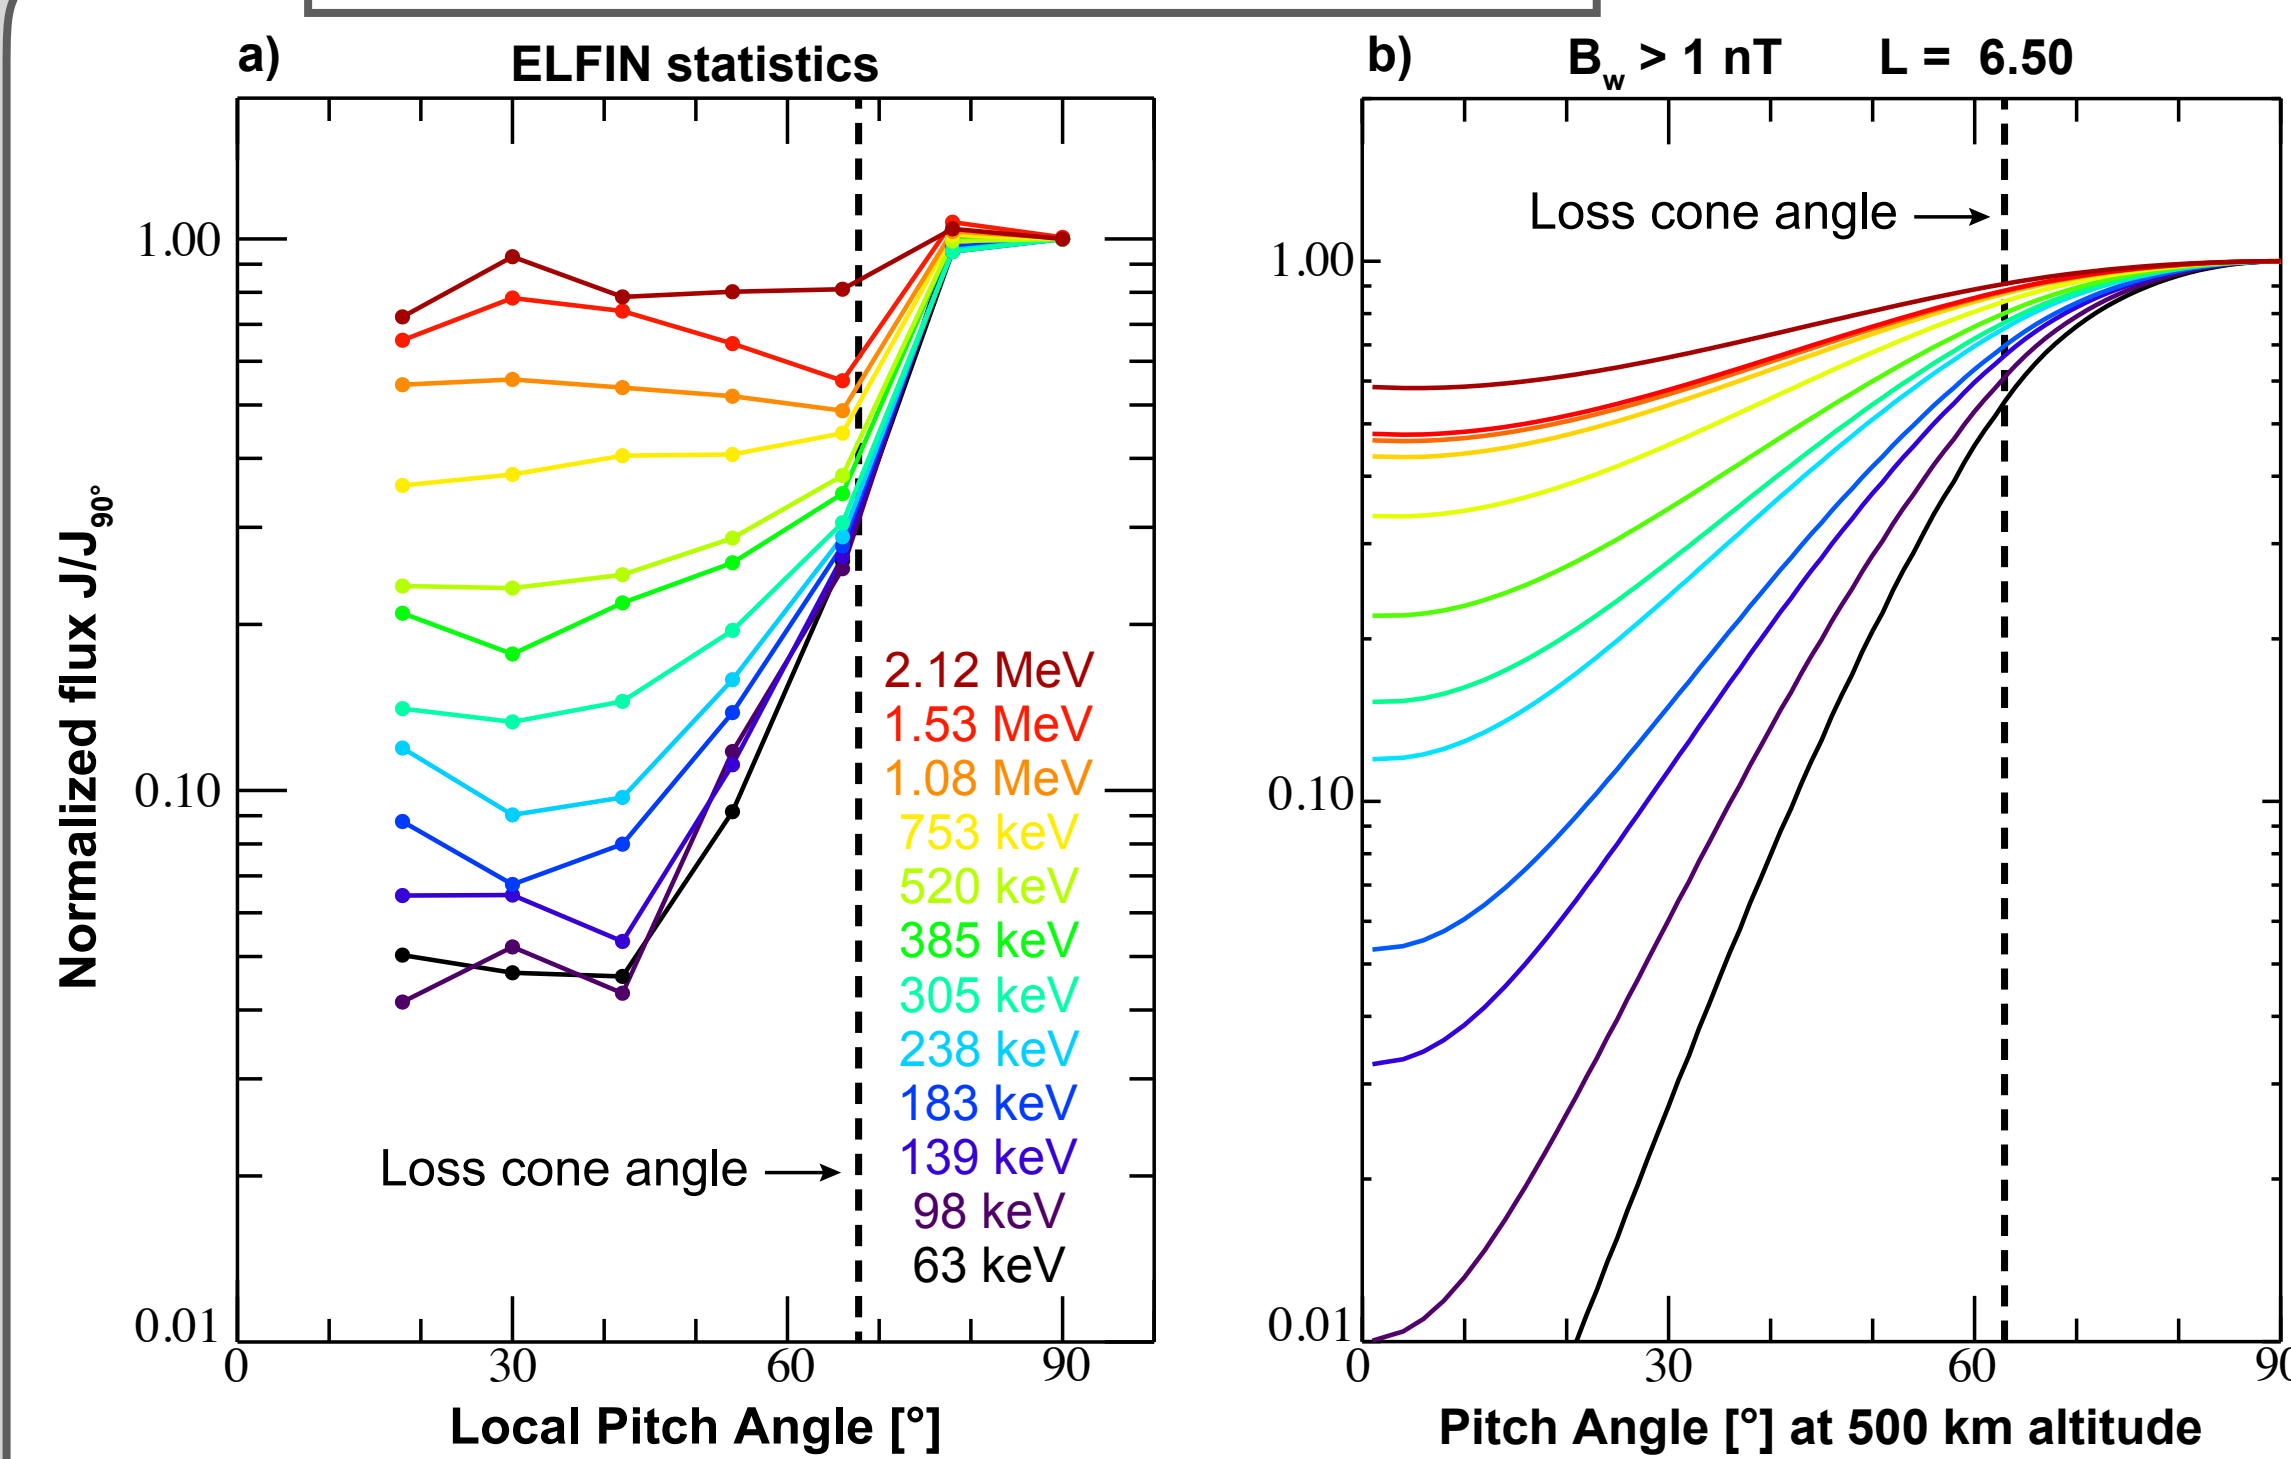 a)
ELFIN statistics
1.00
0.10
0.01
0
30
60
90
Normalized flux J/J90°
Local Pitch Angle [°]
Loss cone angle
2.12 MeV
1.53 MeV
1.08 MeV
753 keV
520 keV
385 keV
305 keV
238 keV
183 keV
139 keV
98 keV
63 keV
b)
Bw > 1 nT
L = 6.50
Loss cone angle
1.00
0.10
0.01
0
30
60
90
Pitch Angle [°] at 500 km altitude